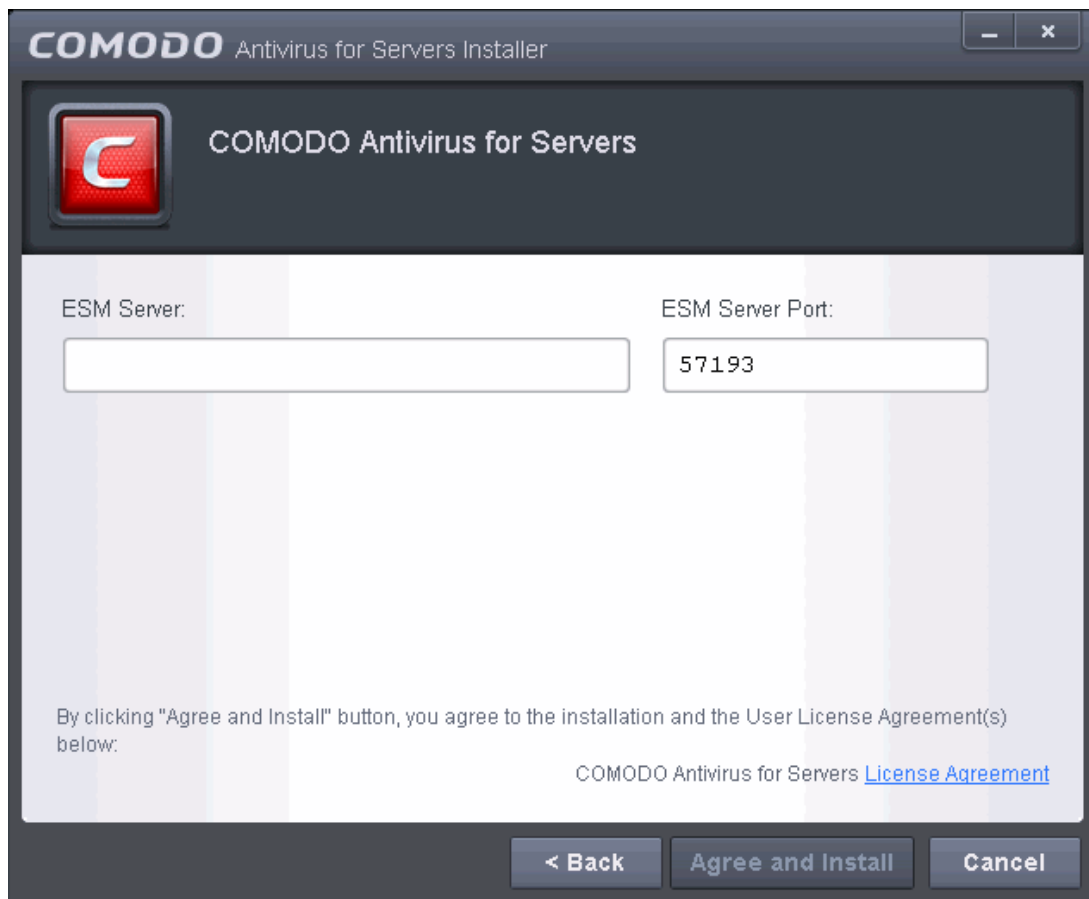 COMODO Antivirus for Servers Installer
COMODO Antivirus for Servers
ESM Server:
ESM Server Port:
57193
By clicking "Agree and Install" button, you agree to the installation and the User License Agreement(s)
below:
COMODO Antivirus for Servers License Agreement
< Back
Agree and Install
Cancel